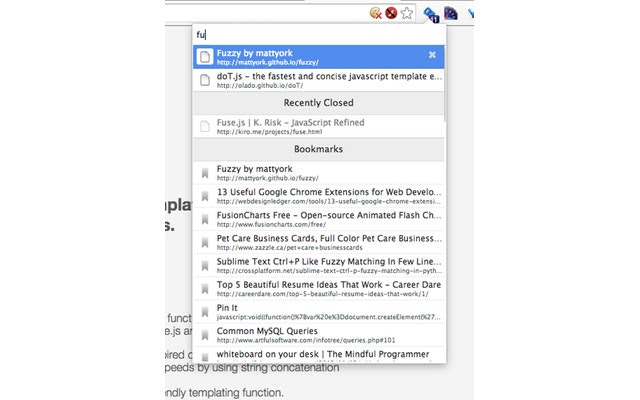 1
fu
Fuzzy by mattyork
http://mattyork.github.io/fuzzy/
doT.js - the fastest and concise javascript template e...
http://olado.github.io/doT/
Recently Closed
Fuse.js | K. Risk - JavaScript Refined
http://kiro.me/projects/fuse.html
Bookmarks
Fuzzy by mattyork
http://mattyork.github.io/fuzzy/
13 Useful Google Chrome Extensions for Web Develo...
http://webdesignledger.com/tools/13-useful-google-chrome-extensi...
FusionCharts Free - Open-source Animated Flash Ch...
http://www.fusioncharts.com/free/
Pet Care Business Cards, Full Color Pet Care Business...
http://www.zazzle.ca/pet+care+businesscards
Sublime Text Ctrl+P Like Fuzzy Matching In Few Line...
http://crossplatform.net/sublime-text-ctrl-p-fuzzy-matching-in-pyth...
Top 5 Beautiful Resume Ideas That Work - Career Dare
http://careerdare.com/top-5-beautiful-resume-ideas-that-work/1/
Pin It
javascript:void((function()%7Bvar%20e%3Ddocument.createElement(%27...
Common MySQL Queries
http://www.artfulsoftware.com/infotree/queries.php#101
whiteboard on your desk | The Mindful Programmer
mplat
s.
funct
e.js an
pired c
peeds by using string concatenation
endly templating function.